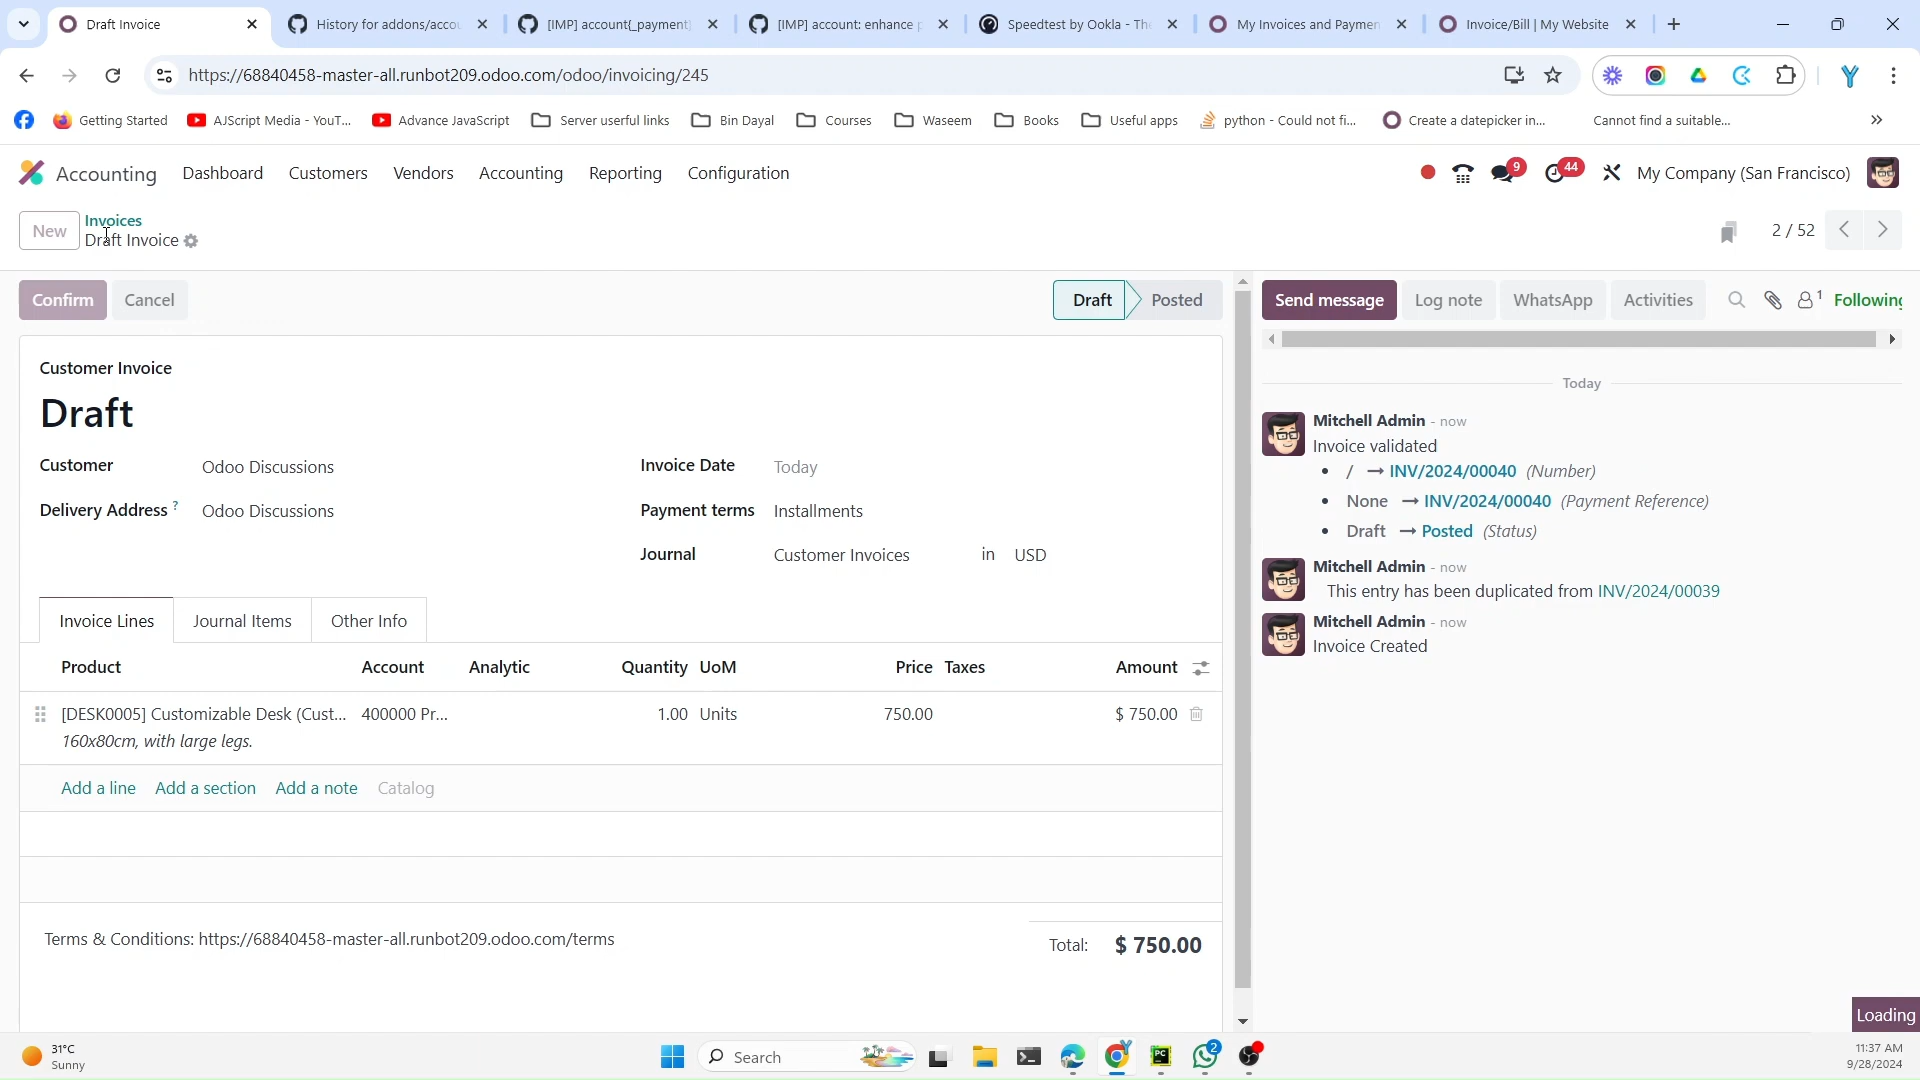 Draft Invoice
History for addons/accou
[IMP] account{_payment}
[IMP] account: enhance p
Speedtest by Ookla - The
My Invoices and Paymen
Invoice/Bill | My Website
https://68840458-master-all.runbot209.odoo.com/odoo/invoicing/245
Getting Started
AJScript Media - YouT...
Advance JavaScript
Server userful links
Bin Dayal
Courses
Waseem
Books
Useful apps
python - Could not fi...
Create a datepicker in...
Cannot find a suitable...
Accounting
Dashboard
Customers
Vendors
Accounting
Reporting
Configuration
9
44
My Company (San Francisco)
New
Invoices
Draft Invoice
2 / 52
Confirm
Cancel
Draft
Posted
Send message
Log note
WhatsApp
Activities
1
Following
Customer Invoice
Draft
Customer
Odoo Discussions
Delivery Address ?
Odoo Discussions
Invoice Date
Today
Payment terms
Installments
Journal
Customer Invoices
in
USD
Invoice Lines
Journal Items
Other Info
Product
Account
Analytic
Quantity
UoM
Price
Taxes
Amount
[DESK0005] Customizable Desk (Cust...
160x80cm, with large legs.
400000 Pr...
1.00
Units
750.00
$ 750.00
Add a line
Add a section
Add a note
Catalog
Terms & Conditions: https://68840458-master-all.runbot209.odoo.com/terms
Total:
$ 750.00
Today
Mitchell Admin - now
Invoice validated
/ → INV/2024/00040 (Number)
None → INV/2024/00040 (Payment Reference)
Draft → Posted (Status)
Mitchell Admin - now
This entry has been duplicated from INV/2024/00039
Mitchell Admin - now
Invoice Created
Loading
31°C
Sunny
Search
PC
2
11:37 AM
9/28/2024